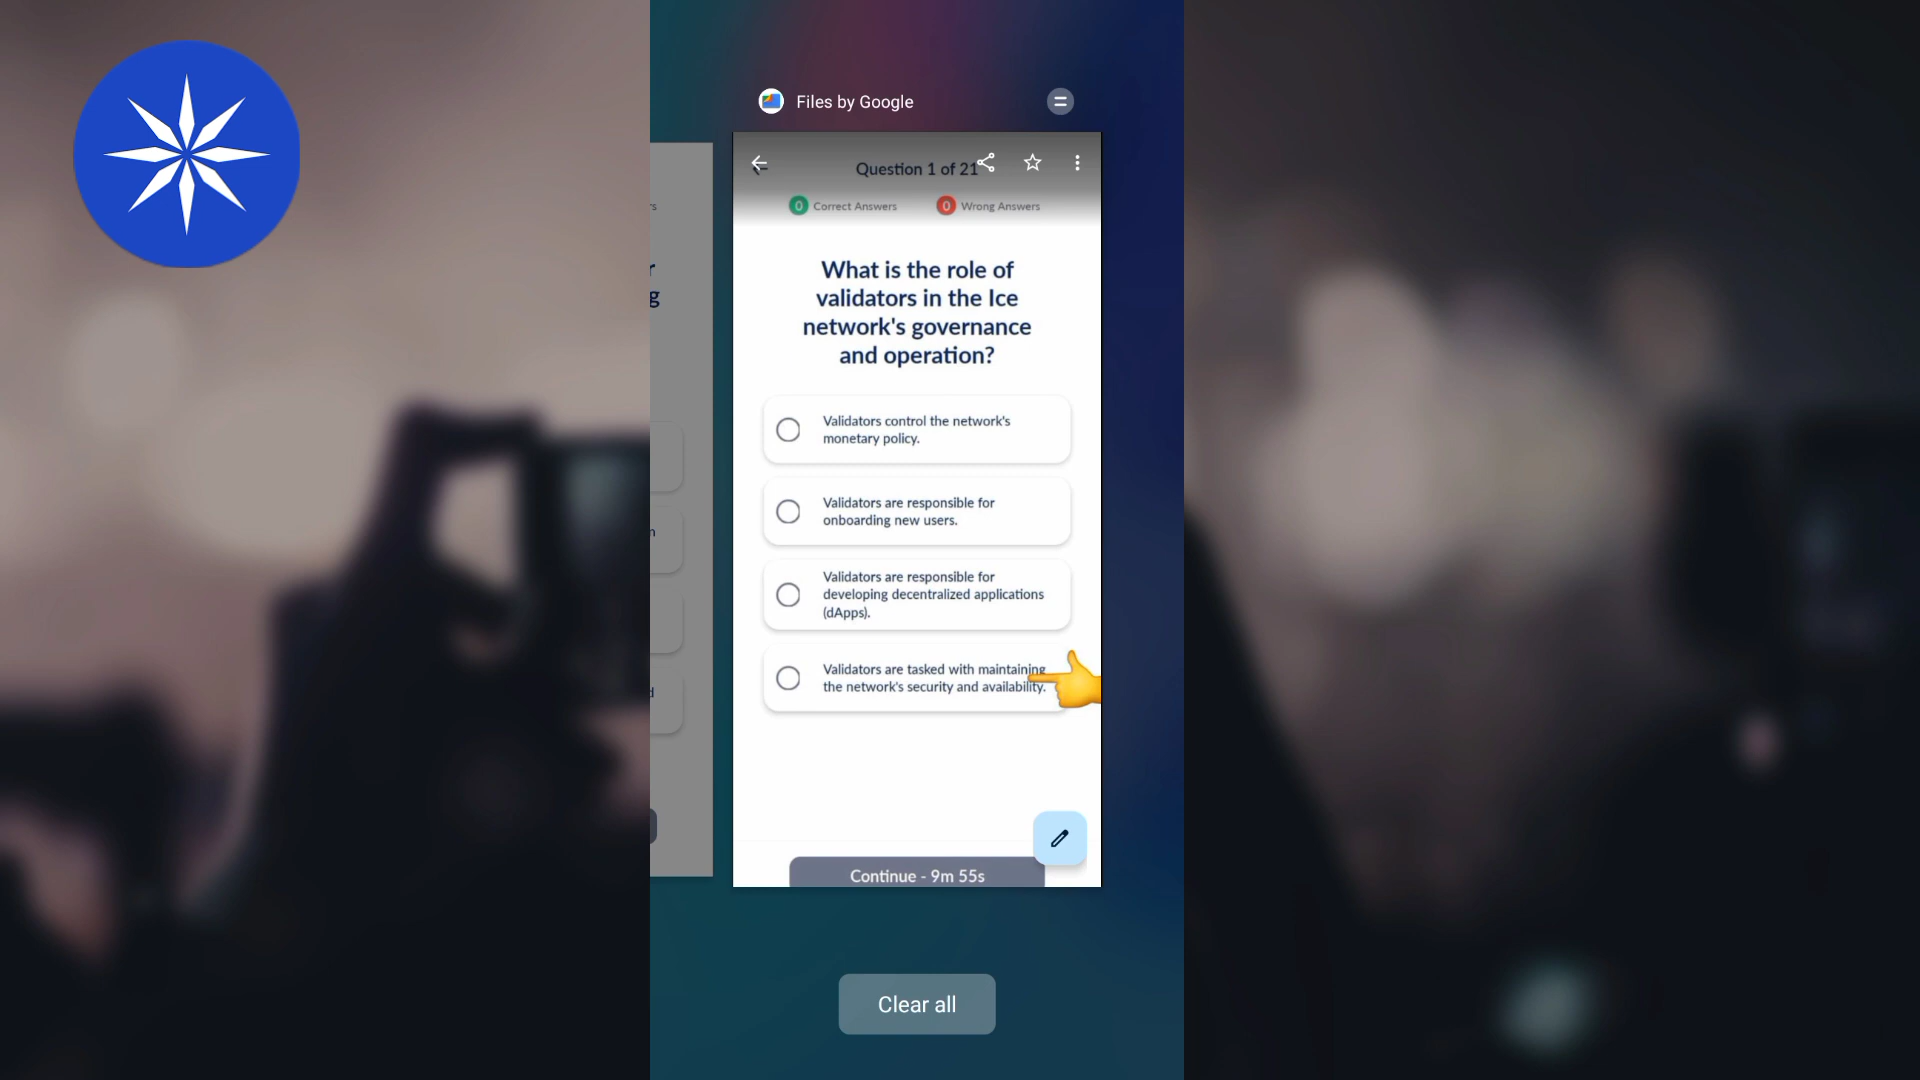 Files by Google
Question 1 of 21
0 Correct Answers 0 Wrong Answers
What is the role of
validators in the Ice
network's governance
and operation?
Validators control the network's
monetary policy.
Validators are responsible for
onboarding new users.
Validators are responsible for
developing decentralized applications
(dApps).
Validators are tasked with maintaining
the network's security and availability.
Continue - 9m 55s
Clear all